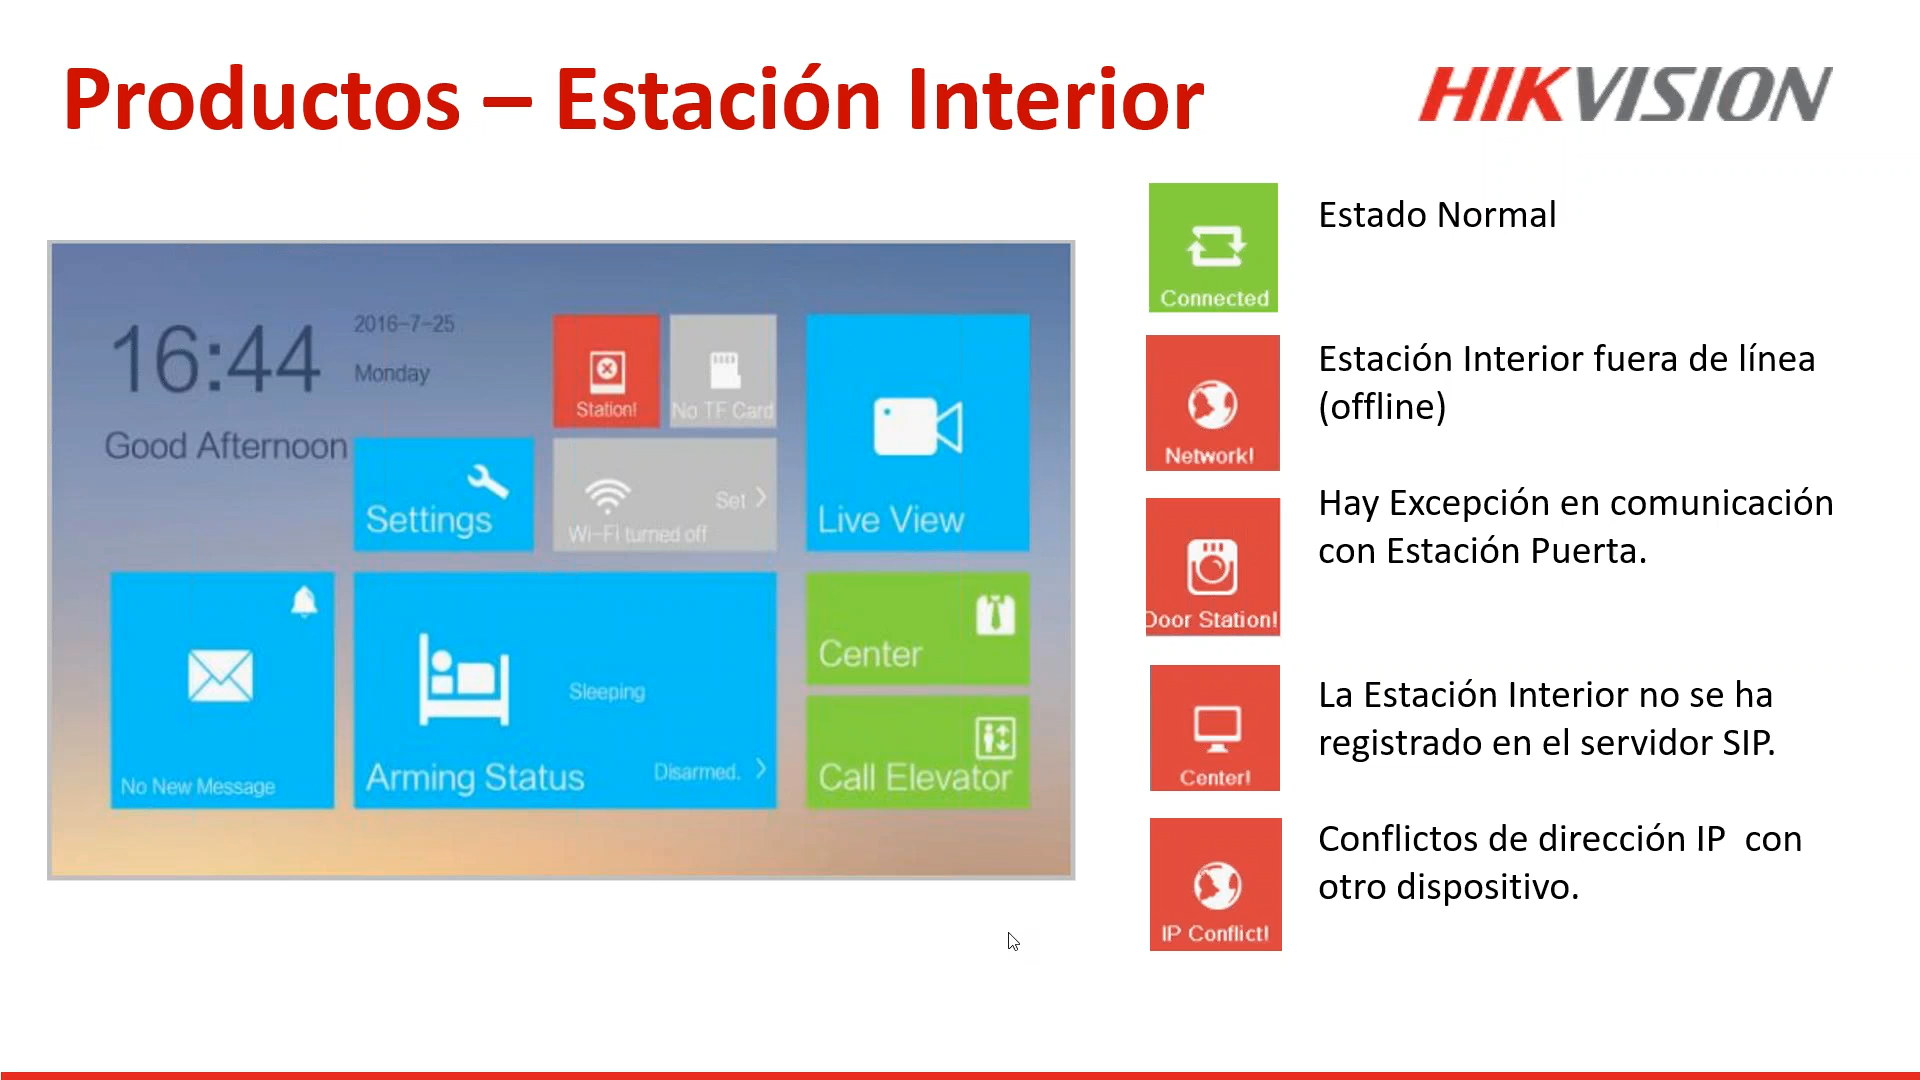 Productos – Estación Interior
HIKVISION
16:44
2016-7-25
Monday
Good Afternoon
Station!
No TF Card
Settings
Set
Wi-Fi turned off
Live View
No New Message
Sleeping
Arming Status
Disarmed.
Center
Call Elevator
Connected
Estado Normal
Network!
Estación Interior fuera de línea
(offline)
Door Station!
Hay Excepción en comunicación
con Estación Puerta.
Center!
La Estación Interior no se ha
registrado en el servidor SIP.
IP Conflict!
Conflictos de dirección IP  con
otro dispositivo.